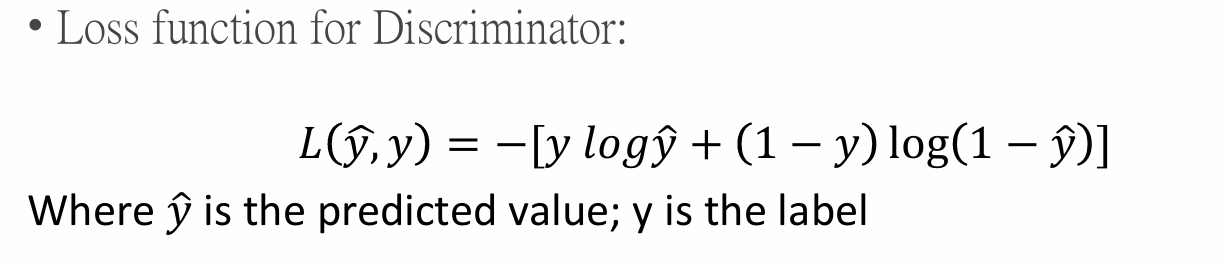 • Loss function for Discriminator:
L(ŷ, y) = −[y logŷ + (1 − y) log(1 − ŷ)]
Where ŷ is the predicted value; y is the label